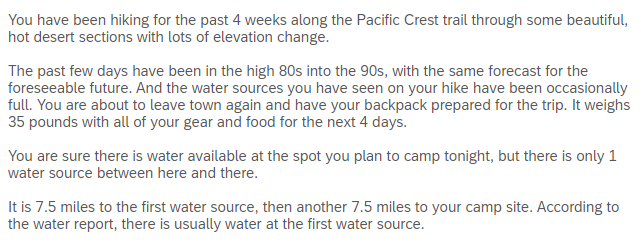 You have been hiking for the past 4 weeks along the Pacific Crest trail through some beautiful,
hot desert sections with lots of elevation change.
The past few days have been in the high 80s into the 90s, with the same forecast for the
foreseeable future. And the water sources you have seen on your hike have been occasionally
full. You are about to leave town again and have your backpack prepared for the trip. It weighs
35 pounds with all of your gear and food for the next 4 days.
You are sure there is water available at the spot you plan to camp tonight, but there is only 1
water source between here and there.
It is 7.5 miles to the first water source, then another 7.5 miles to your camp site. According to
the water report, there is usually water at the first water source.